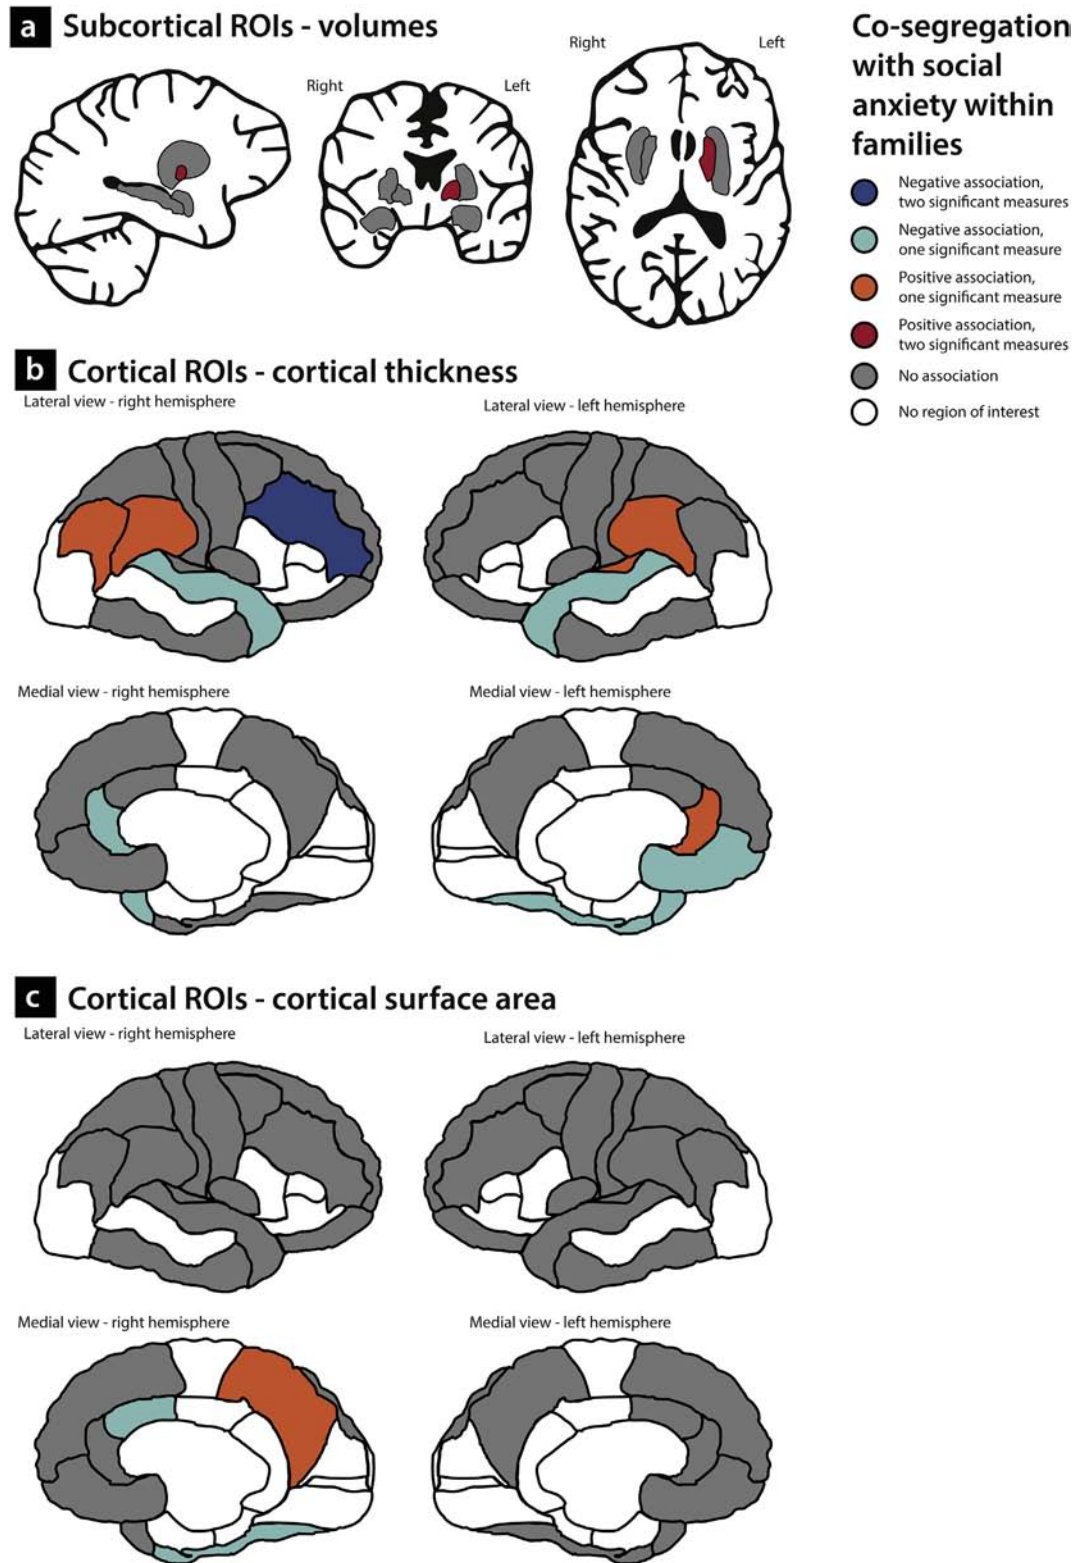 a Subcortical ROIs - volumes
Right
Left
Right
Left
Co-segregation
with social
anxiety within
families
Negative association,
two significant measures
Negative association,
one significant measure
Positive association,
one significant measure
Positive association,
two significant measures
No association
No region of interest
b Cortical ROIs - cortical thickness
Lateral view - right hemisphere
Lateral view - left hemisphere
Medial view - right hemisphere
Medial view - left hemisphere
c Cortical ROIs - cortical surface area
Lateral view - right hemisphere
Lateral view - left hemisphere
Medial view - right hemisphere
Medial view - left hemisphere